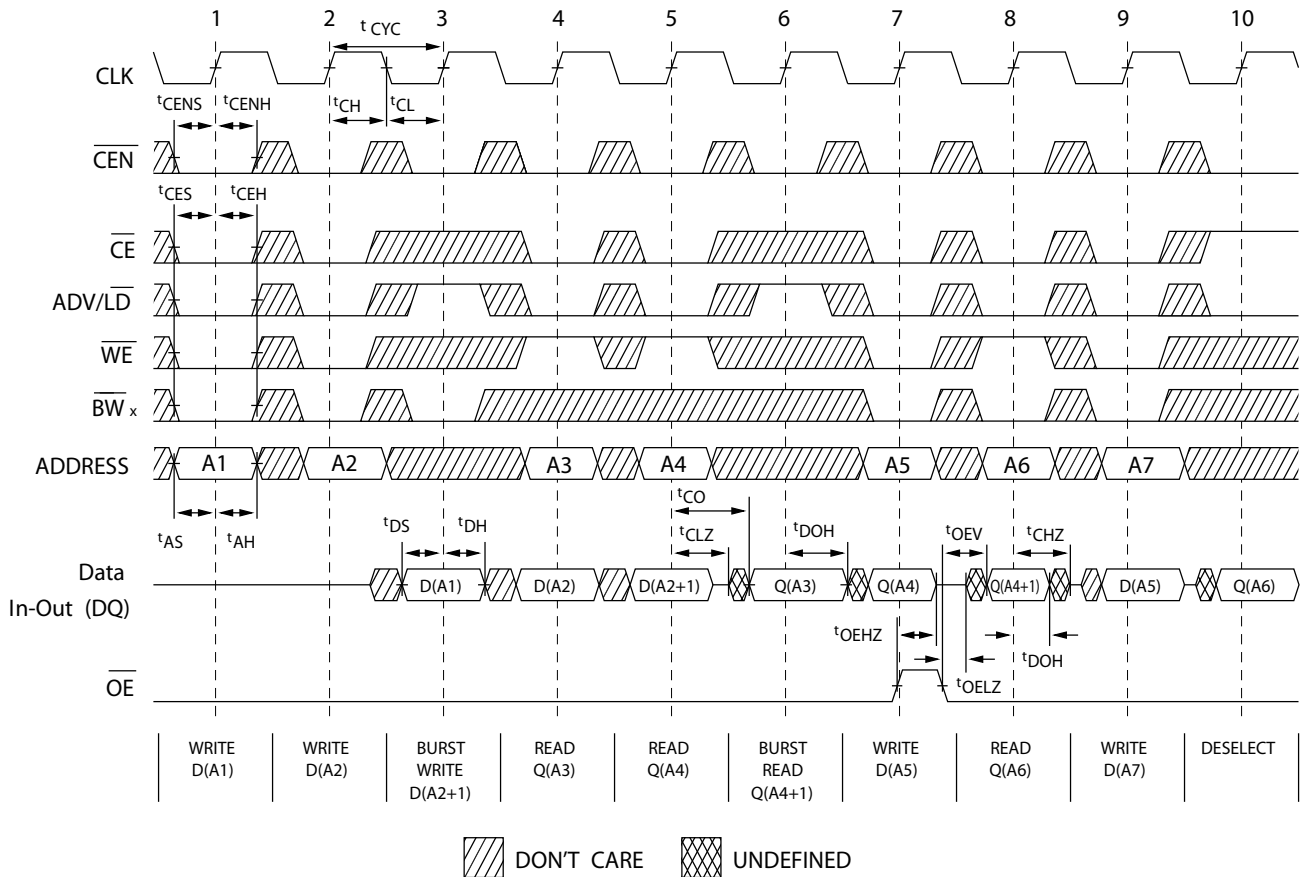 1 2 3 4 5 6 7 8 9 10
t CYC
CLK
tCENS tCENH tCH tCL
CEN
tCES tCEH
CE
ADV/LD
WE
BW x
ADDRESS A1 A2 A3 A4 A5 A6 A7
tCO
tAS tAH tDS tDH tCLZ tDOH tOEV tCHZ
Data
In-Out (DQ)
D(A1) D(A2) D(A2+1) Q(A3) Q(A4) Q(A4+1) D(A5) Q(A6)
tOEHZ tDOH
tOELZ
OE
WRITE
D(A1)
WRITE
D(A2)
BURST
WRITE
D(A2+1)
READ
Q(A3)
READ
Q(A4)
BURST
READ
Q(A4+1)
WRITE
D(A5)
READ
Q(A6)
WRITE
D(A7)
DESELECT
DON'T CARE
UNDEFINED